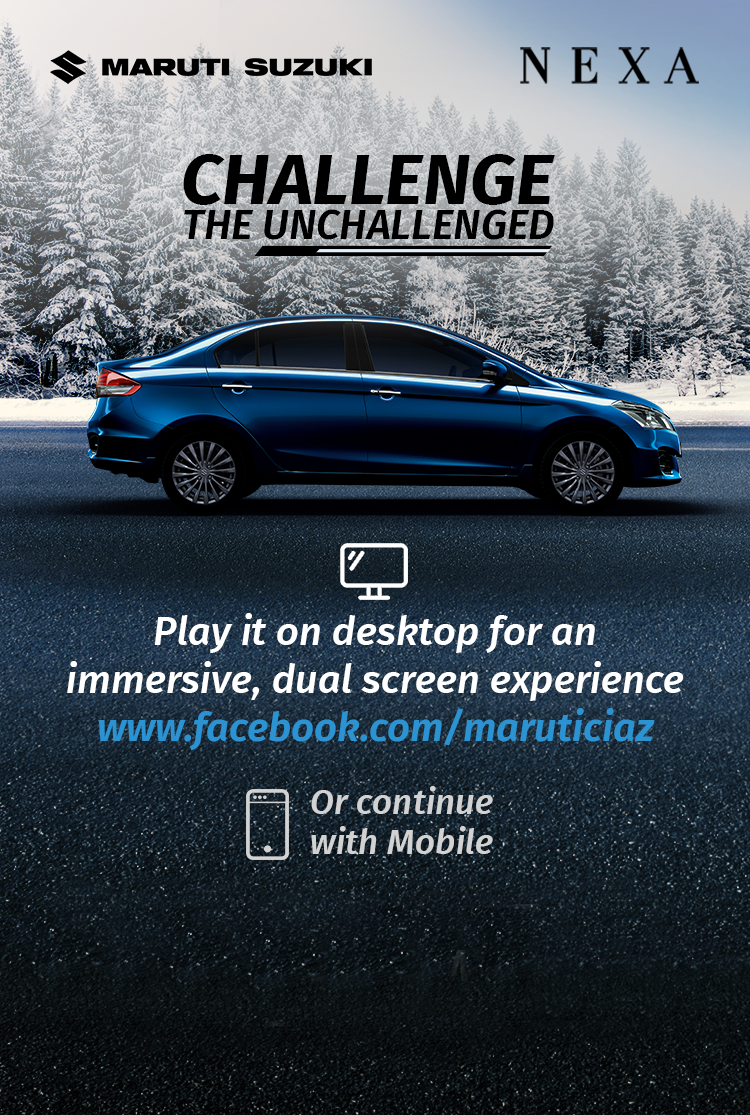 MARUTI SUZUKI
NEXA
CHALLENGE
THE UNCHALLENGED
Play it on desktop for an
immersive, dual screen experience
www.facebook.com/maruticiaz
Or continue
with Mobile